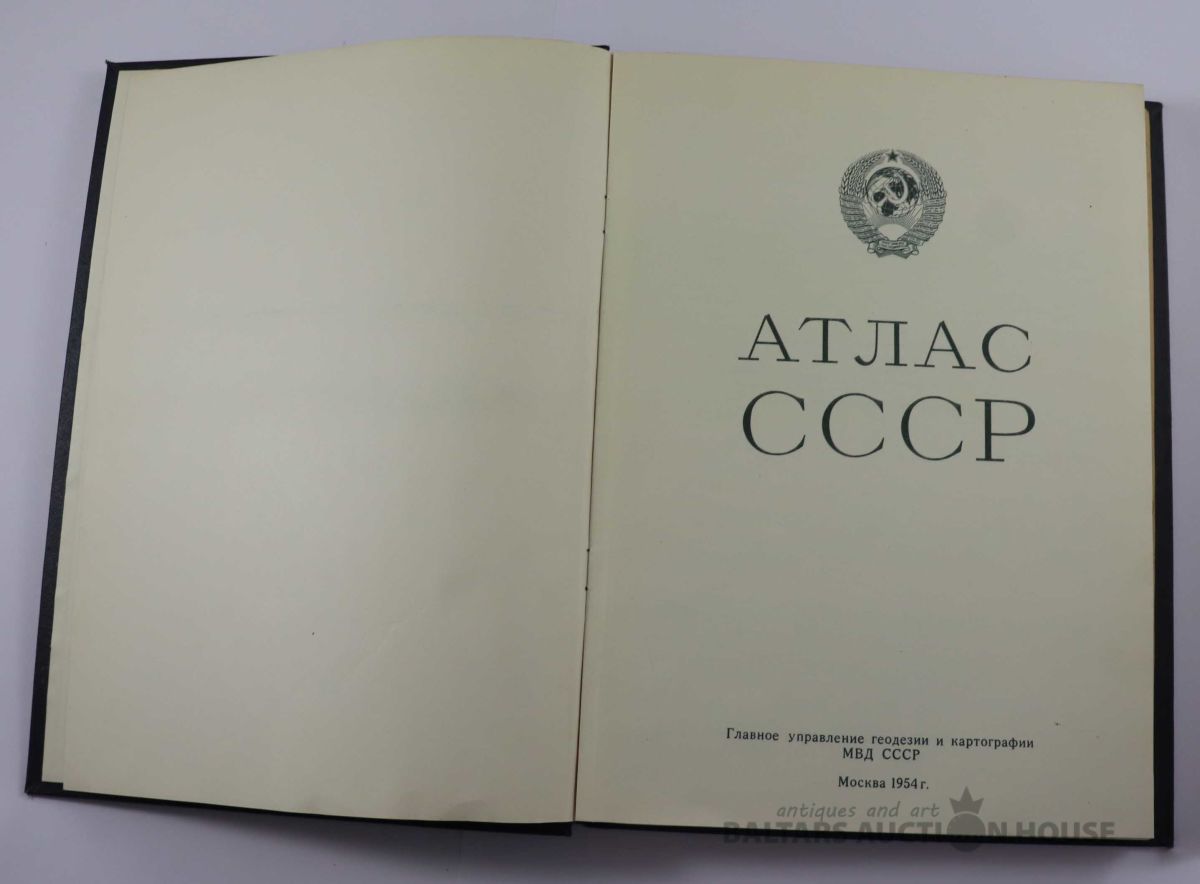 АТЛАС
СССР
Главное управление геодезии и картографии
МВД СССР
Москва 1954 г.
antiques and art
BALTARS AUCTION HOUSE